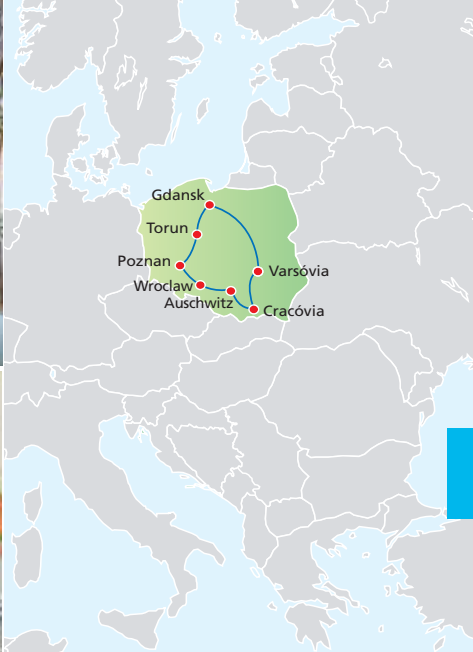 Gdansk
Torun
Poznan
Varsóvia
Wroclaw
Auschwitz
Cracóvia